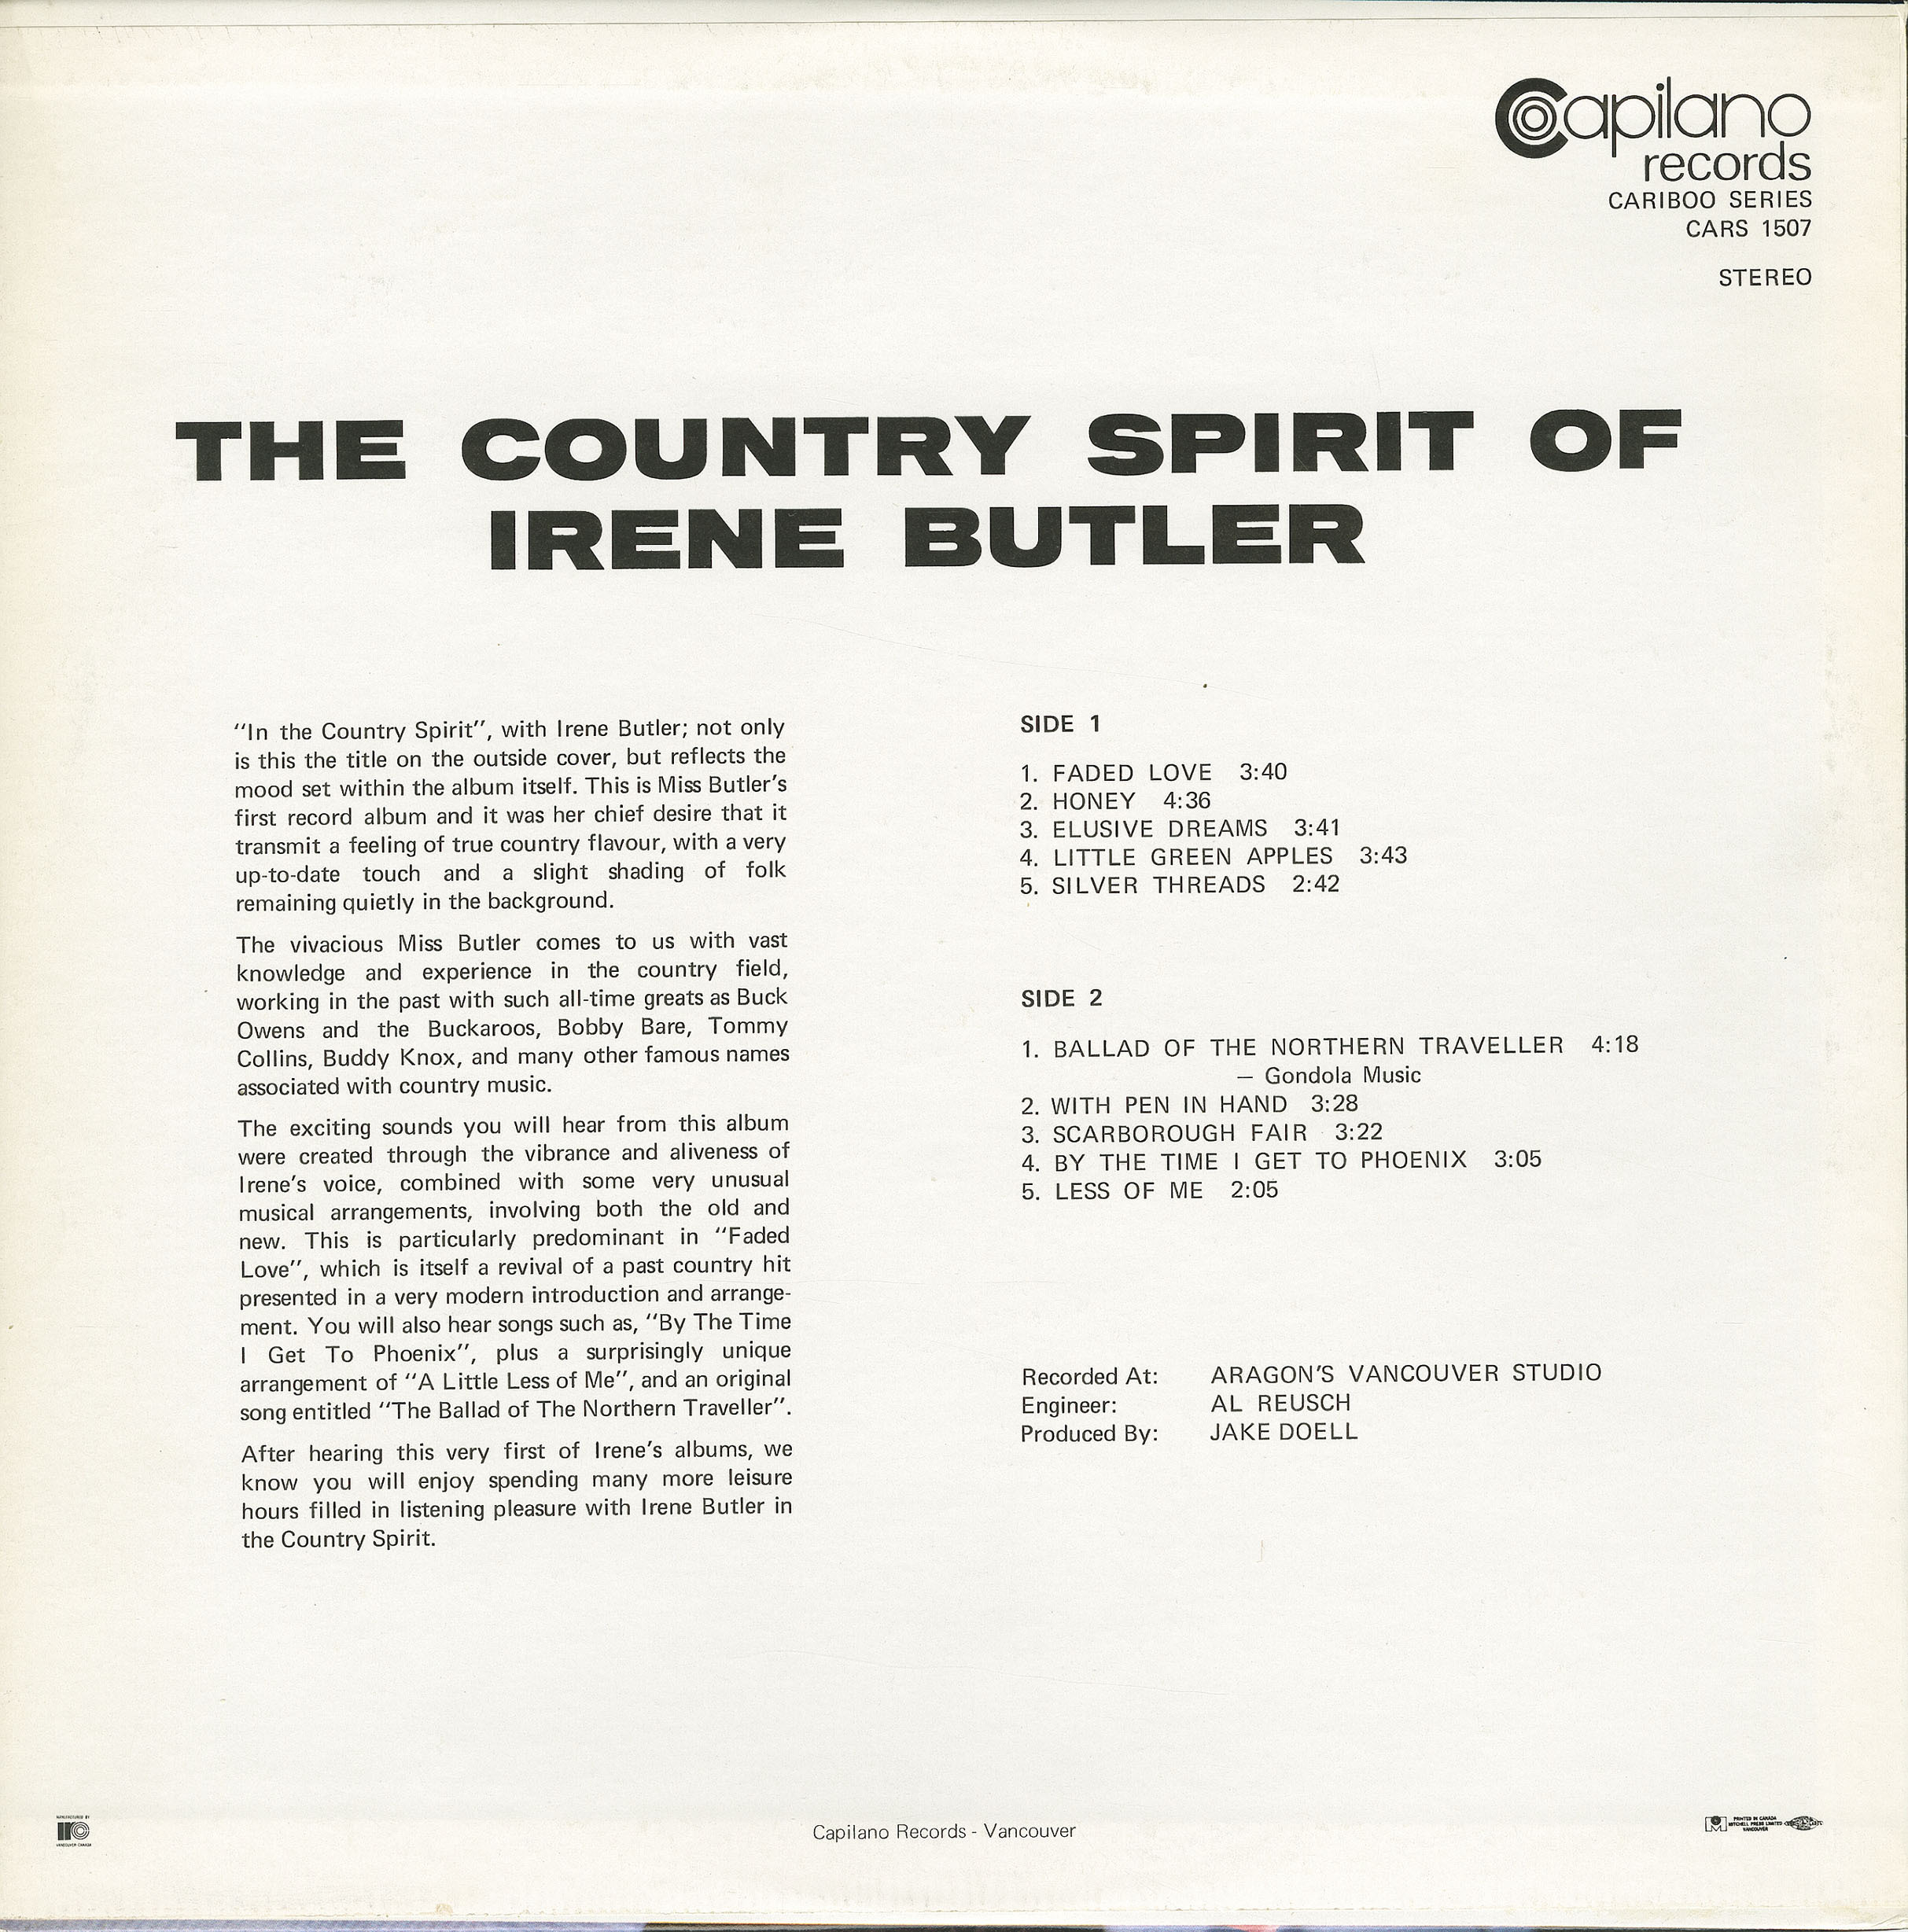 Capilano
records
CARIBOO SERIES
CARS 1507
STEREO
THE COUNTRY SPIRIT OF
IRENE BUTLER
"In the Country Spirit", with Irene Butler; not only
is this the title on the outside cover, but reflects the
mood set within the album itself. This is Miss Butler's
first record album and it was her chief desire that it
transmit a feeling of true country flavour, with a very
up-to-date touch and a slight shading of folk
remaining quietly in the background.
The vivacious Miss Butler comes to us with vast
knowledge and experience in the country field,
working in the past with such all-time greats as Buck
Owens and the Buckaroos, Bobby Bare, Tommy
Collins, Buddy Knox, and many other famous names
associated with country music.
The exciting sounds you will hear from this album
were created through the vibrance and aliveness of
Irene's voice, combined with some very unusual
musical arrangements, involving both the old and
new. This is particularly predominant in "Faded
Love", which is itself a revival of a past country hit
presented in a very modern introduction and arrange-
ment. You will also hear songs such as, "By The Time
I Get To Phoenix", plus a surprisingly unique
arrangement of "A Little Less of Me", and an original
song entitled "The Ballad of The Northern Traveller".
After hearing this very first of Irene's albums, we
know you will enjoy spending many more leisure
hours filled in listening pleasure with Irene Butler in
the Country Spirit.
SIDE 1
1. FADED LOVE 3:40
2. HONEY 4:36
3. ELUSIVE DREAMS 3:41
4. LITTLE GREEN APPLES 3:43
5. SILVER THREADS 2:42
SIDE 2
1. BALLAD OF THE NORTHERN TRAVELLER 4:18
— Gondola Music
2. WITH PEN IN HAND 3:28
3. SCARBOROUGH FAIR 3:22
4. BY THE TIME I GET TO PHOENIX 3:05
5. LESS OF ME 2:05
Recorded At: ARAGON'S VANCOUVER STUDIO
Engineer: AL REUSCH
Produced By: JAKE DOELL
MANUFACTURED BY
VANCOUVER CANADA
Capilano Records - Vancouver
PRINTED IN CANADA
MITCHELL PRESS LIMITED
VANCOUVER